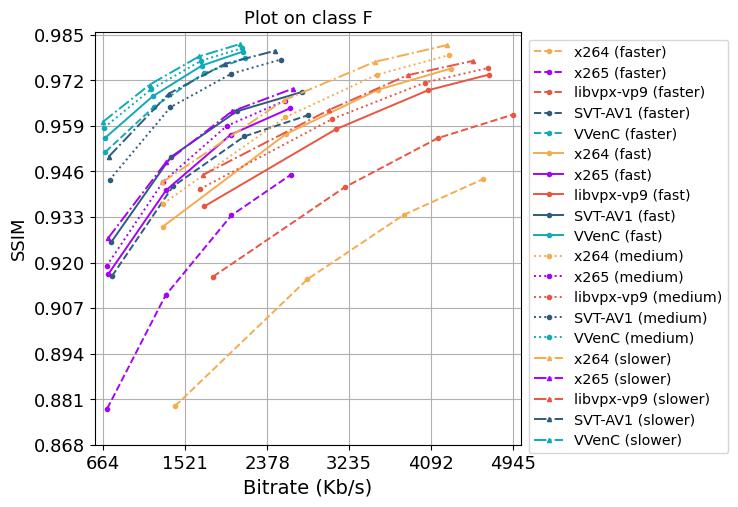 Plot on class F
0.985
0.972
0.959
0.946
0.933
0.920
0.907
0.894
0.881
0.868
SSIM
664
1521
2378
3235
4092
4945
Bitrate (Kb/s)
x264 (faster)
x265 (faster)
libvpx-vp9 (faster)
SVT-AV1 (faster)
VVenC (faster)
x264 (fast)
x265 (fast)
libvpx-vp9 (fast)
SVT-AV1 (fast)
VVenC (fast)
x264 (medium)
x265 (medium)
libvpx-vp9 (medium)
SVT-AV1 (medium)
VVenC (medium)
x264 (slower)
x265 (slower)
libvpx-vp9 (slower)
SVT-AV1 (slower)
VVenC (slower)